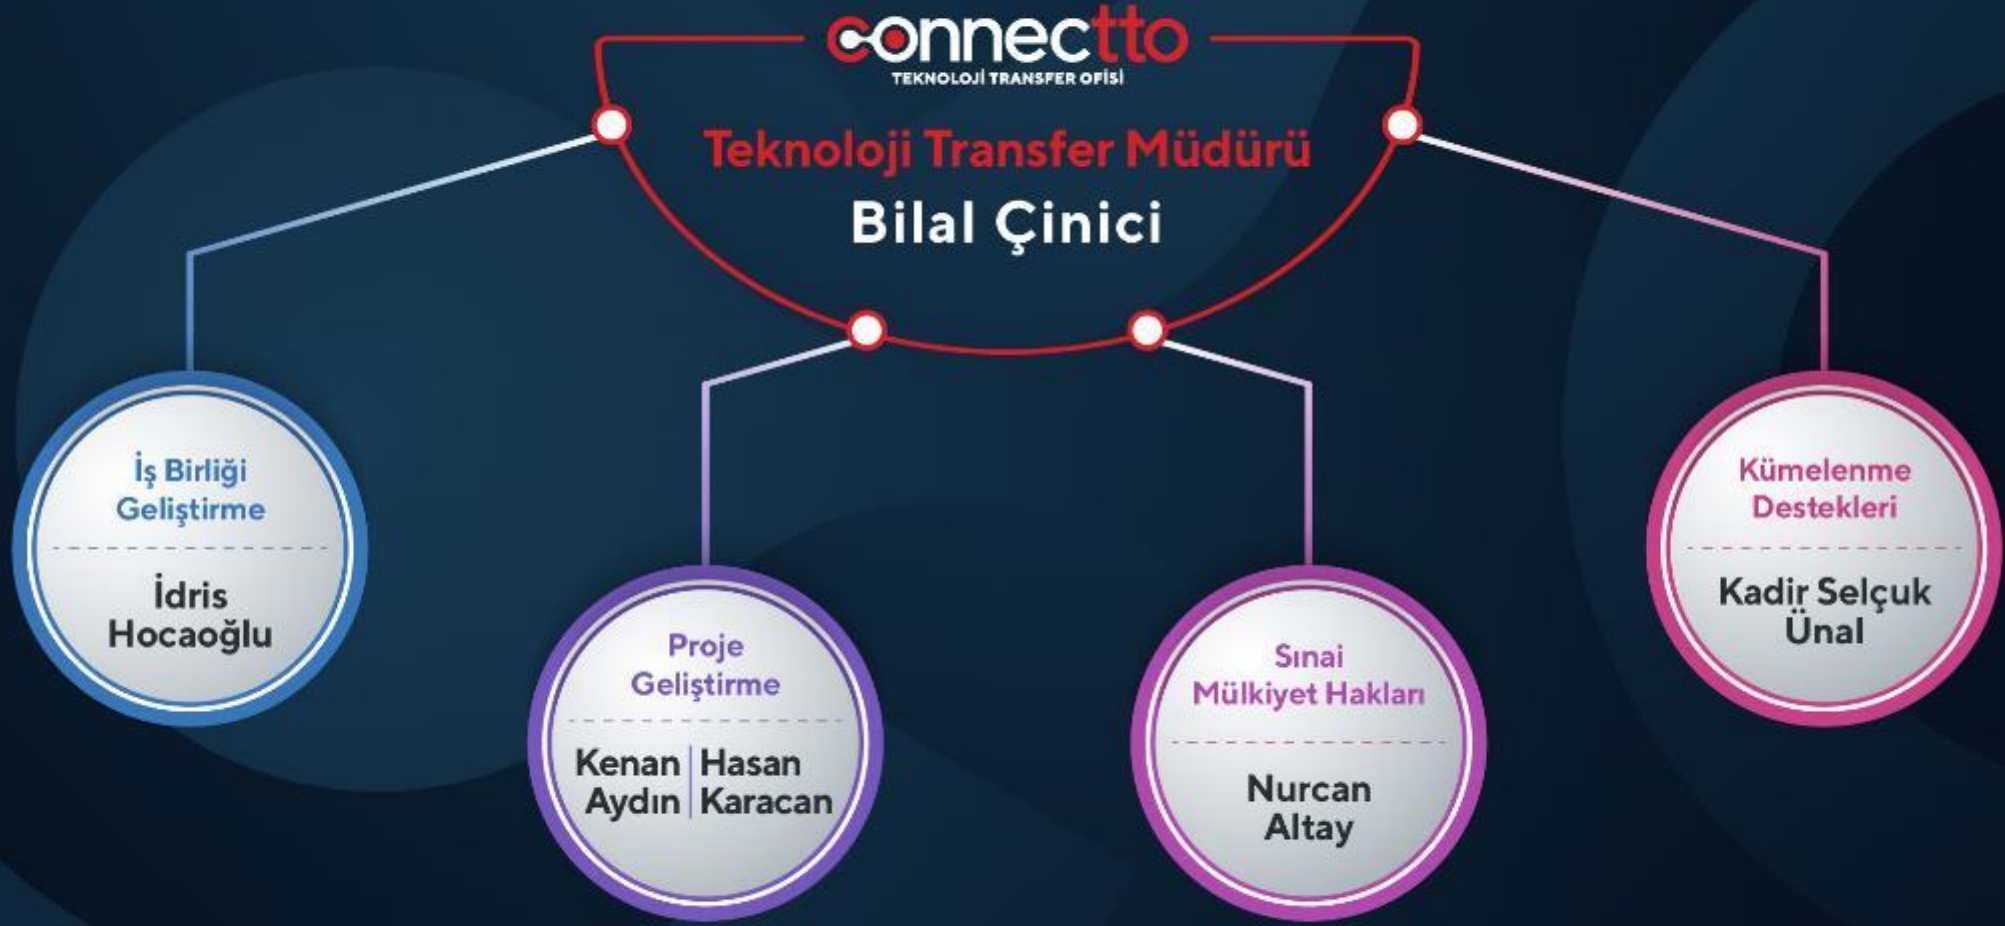 connectto
TEKNOLOJİ TRANSFER OFİSİ
Teknoloji Transfer Müdürü
Bilal Çinici
İş Birliği
Geliştirme
İdris
Hocaoğlu
Proje
Geliştirme
Kenan
Aydın
Hasan
Karacan
Sınai
Mülkiyet Hakları
Nurcan
Altay
Kümelenme
Destekleri
Kadir Selçuk
Ünal